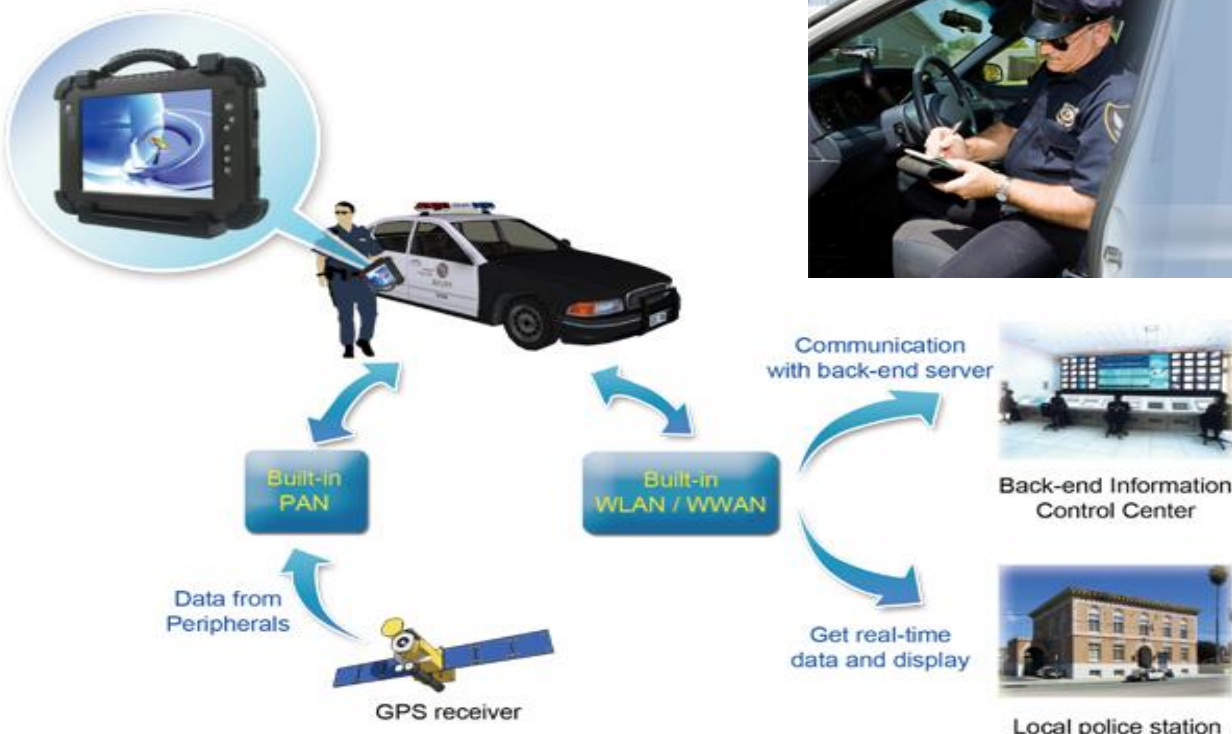 Communication
with back-end server
Built-in
PAN
Built-in
WLAN / WWAN
Back-end Information
Control Center
Data from
Peripherals
Get real-time
data and display
GPS receiver
Local police station